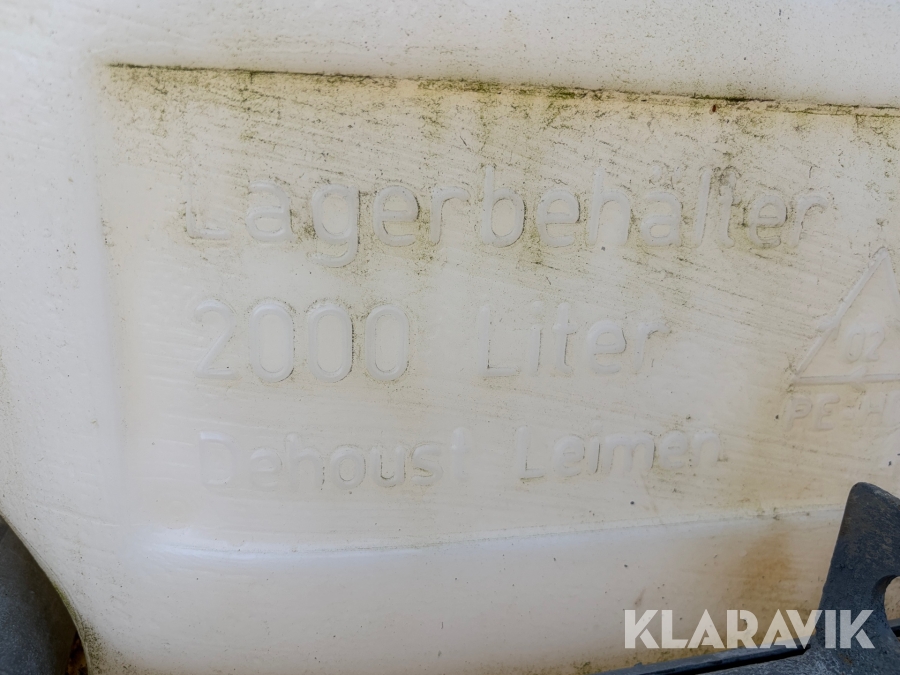 Lagerbehälter
2000 Liter
02
PE-H
Dehoust Leimen
KLARAVIK